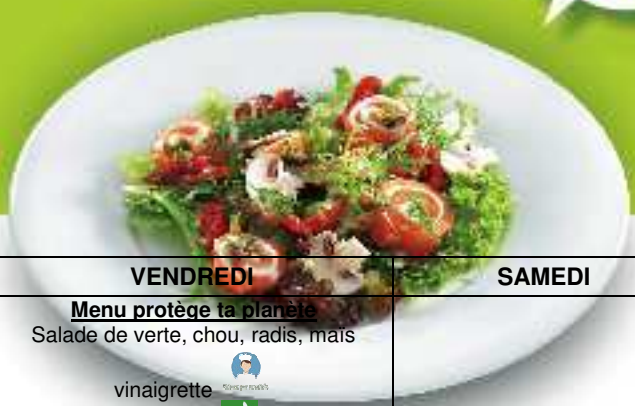 VENDREDI SAMEDI
Menu protège ta planète
Salade de verte, chou, radis, maïs
vinaigrette